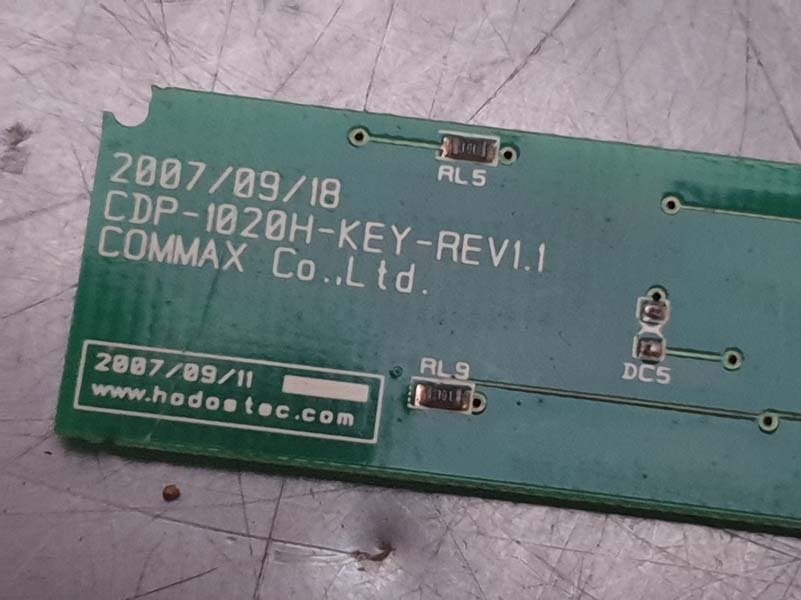 2007/09/18
CDP-1020H-KEY-REV1.1
COMMAX Co.,Ltd.
RL5
DC5
RL9
2007/09/11
www.hodostec.com